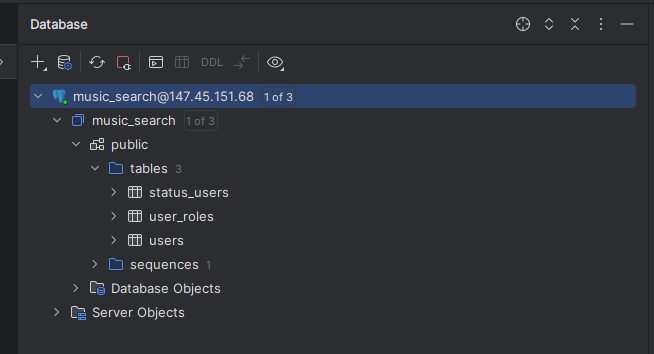 Database
DDL
music_search@147.45.151.68 1 of 3
music_search 1 of 3
public
tables 3
status_users
user_roles
users
sequences 1
Database Objects
Server Objects